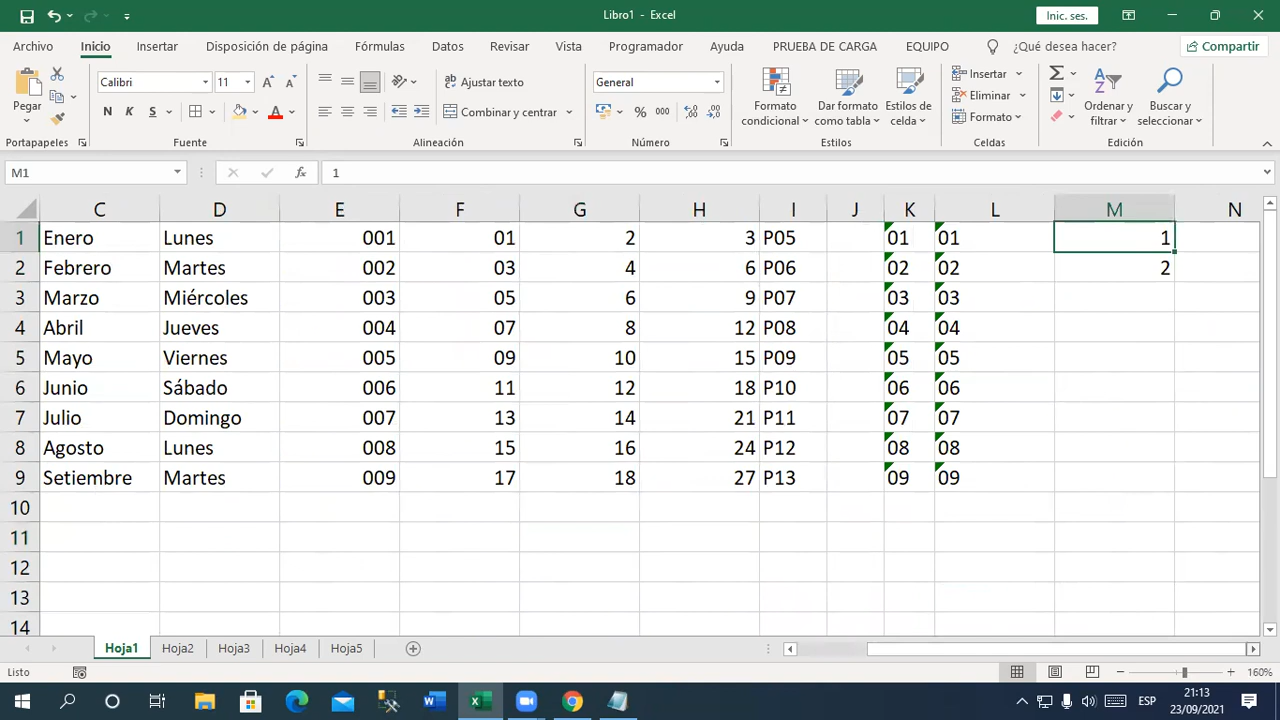 Libro1 - Excel
Inic. ses.
Archivo Inicio Insertar Disposición de página Fórmulas Datos Revisar Vista Programador Ayuda PRUEBA DE CARGA EQUIPO ¿Qué desea hacer? Compartir
Pegar
Portapapeles
Calibri 11
N K S
Fuente
Ajustar texto
Combinar y centrar
Alineación
General
% 000
Número
Formato condicional
Dar formato como tabla
Estilos de celda
Estilos
Insertar
Eliminar
Formato
Celdas
Ordenar y filtrar
Buscar y seleccionar
Edición
M1 fx 1
C D E F G H I J K L M N
1 Enero Lunes 001 01 2 3 P05 01 01 1
2 Febrero Martes 002 03 4 6 P06 02 02 2
3 Marzo Miércoles 003 05 6 9 P07 03 03
4 Abril Jueves 004 07 8 12 P08 04 04
5 Mayo Viernes 005 09 10 15 P09 05 05
6 Junio Sábado 006 11 12 18 P10 06 06
7 Julio Domingo 007 13 14 21 P11 07 07
8 Agosto Lunes 008 15 16 24 P12 08 08
9 Setiembre Martes 009 17 18 27 P13 09 09
10
11
12
13
14
Hoja1 Hoja2 Hoja3 Hoja4 Hoja5
Listo 160%
ESP 21:13
23/09/2021